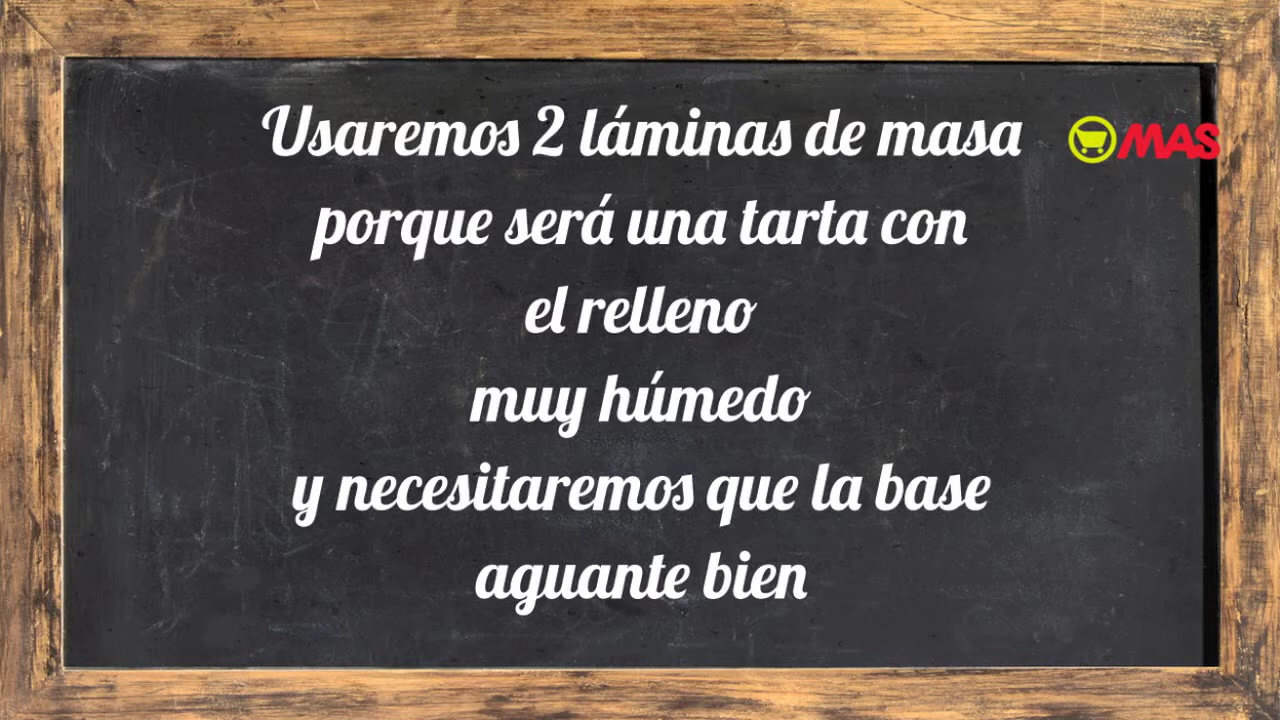 Usaremos 2 láminas de masa
MAS
porque será una tarta con
el relleno
muy húmedo
y necesitaremos que la base
aguante bien